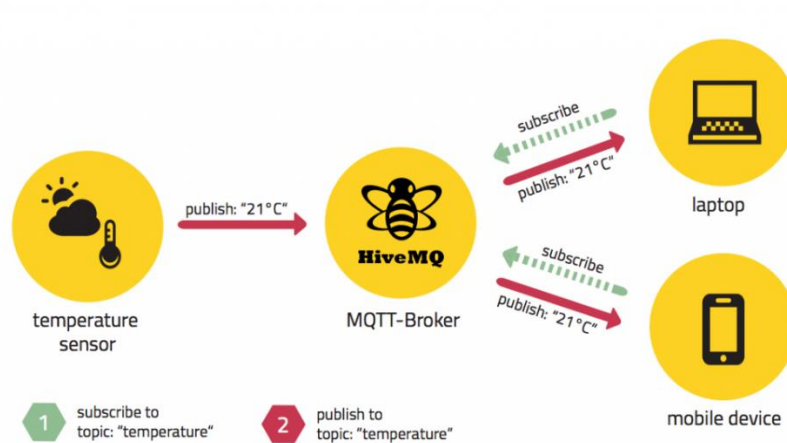 subscribe
publish: "21°C"
laptop
publish: "21°C"
HiveMQ
temperature
sensor
MQTT-Broker
subscribe
publish: "21°C"
mobile device
1
subscribe to
topic: "temperature"
2
publish to
topic: "temperature"